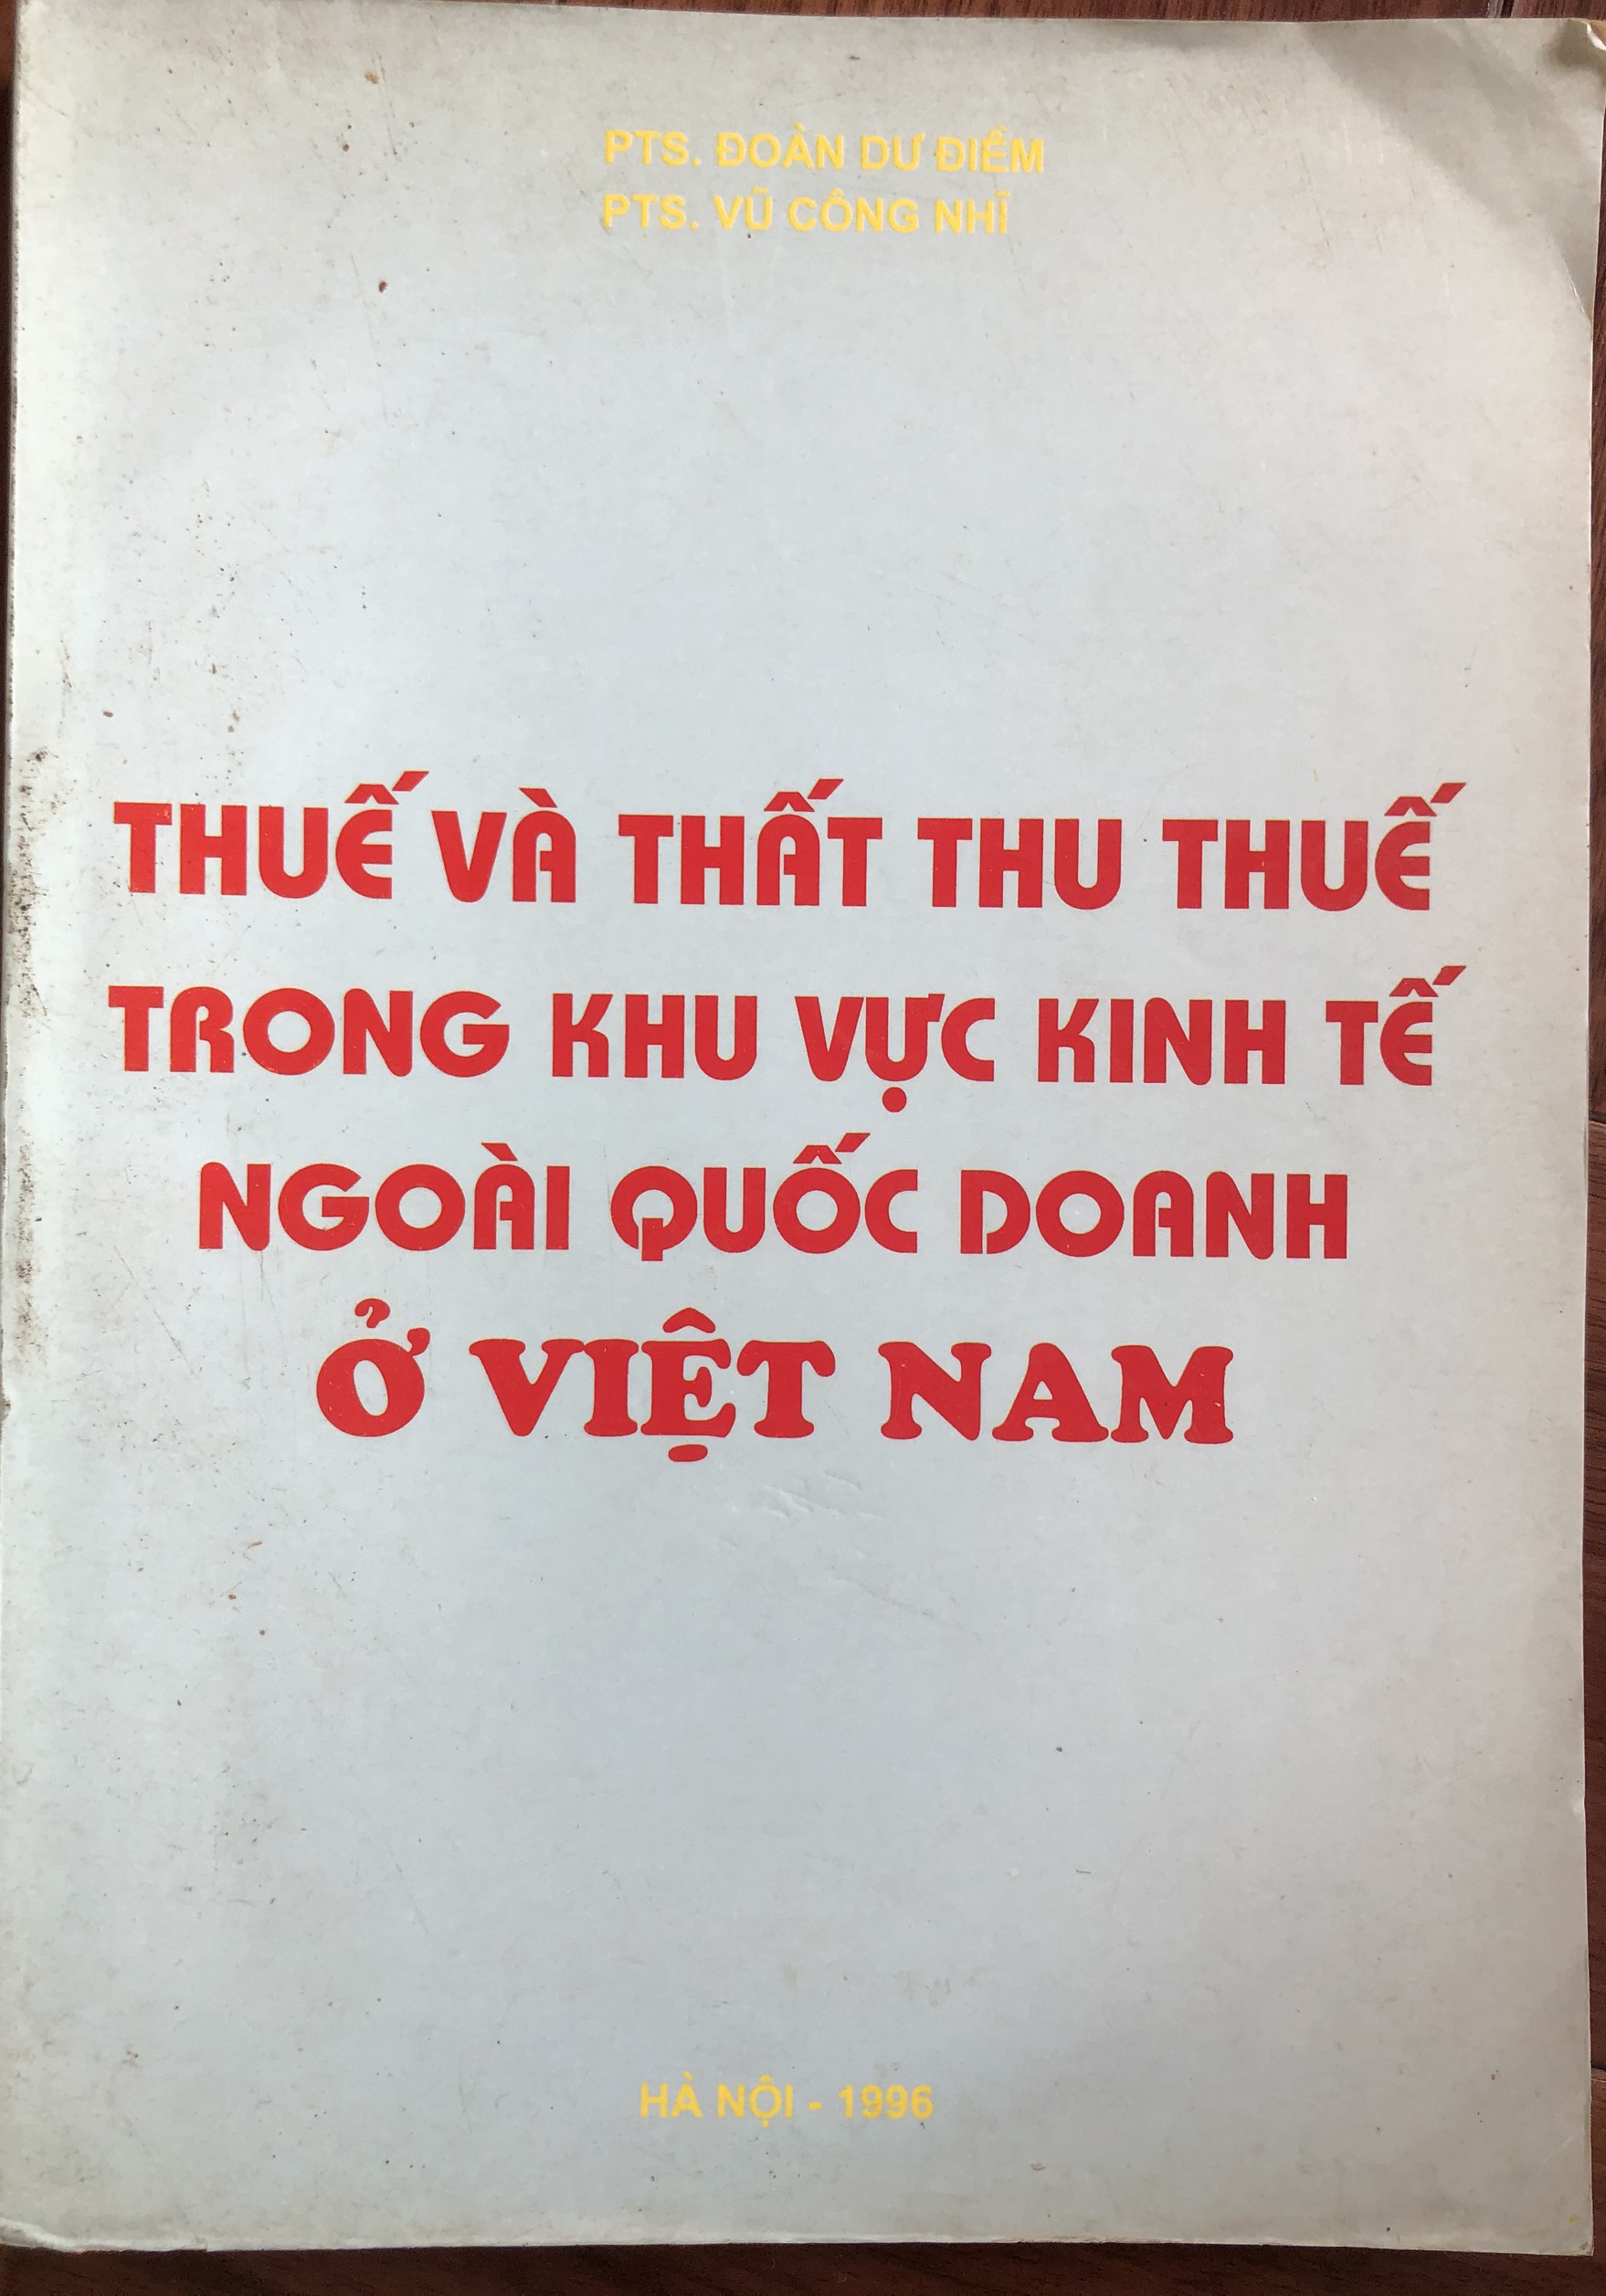 PTS. ĐOÀN DƯ ĐIỀM
PTS. VŨ CÔNG NHĨ
THUẾ VÀ THẤT THU THUẾ
TRONG KHU VỰC KINH TẾ
NGOÀI QUỐC DOANH
Ở VIỆT NAM
HÀ NỘI - 1996